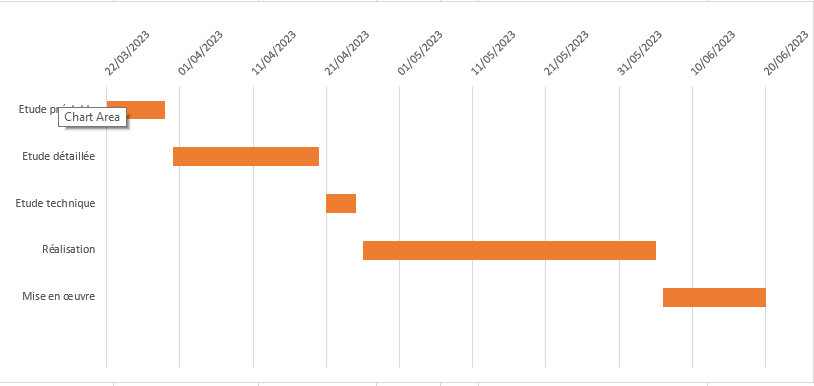 22/03/2023
01/04/2023
11/04/2023
21/04/2023
01/05/2023
11/05/2023
21/05/2023
31/05/2023
10/06/2023
20/06/2023
Etude
Chart Area
Etude détaillée
Etude technique
Réalisation
Mise en œuvre